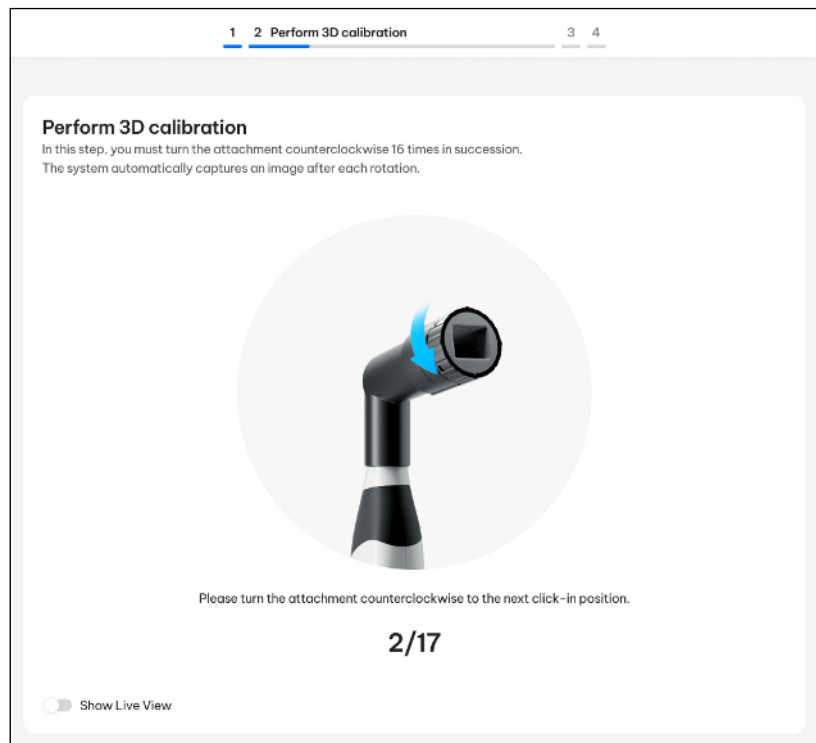 1 2 Perform 3D calibration 3 4
Perform 3D calibration
In this step, you must turn the attachment counterclockwise 16 times in succession.
The system automatically captures an image after each rotation.
Please turn the attachment counterclockwise to the next click-in position.
2/17
Show Live View